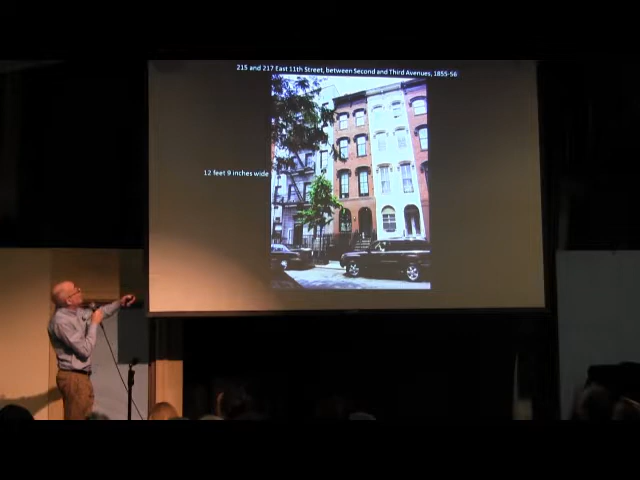 215 and 217 East 11th Street, between Second and Third Avenues, 1855-56
12 feet 9 inches wide